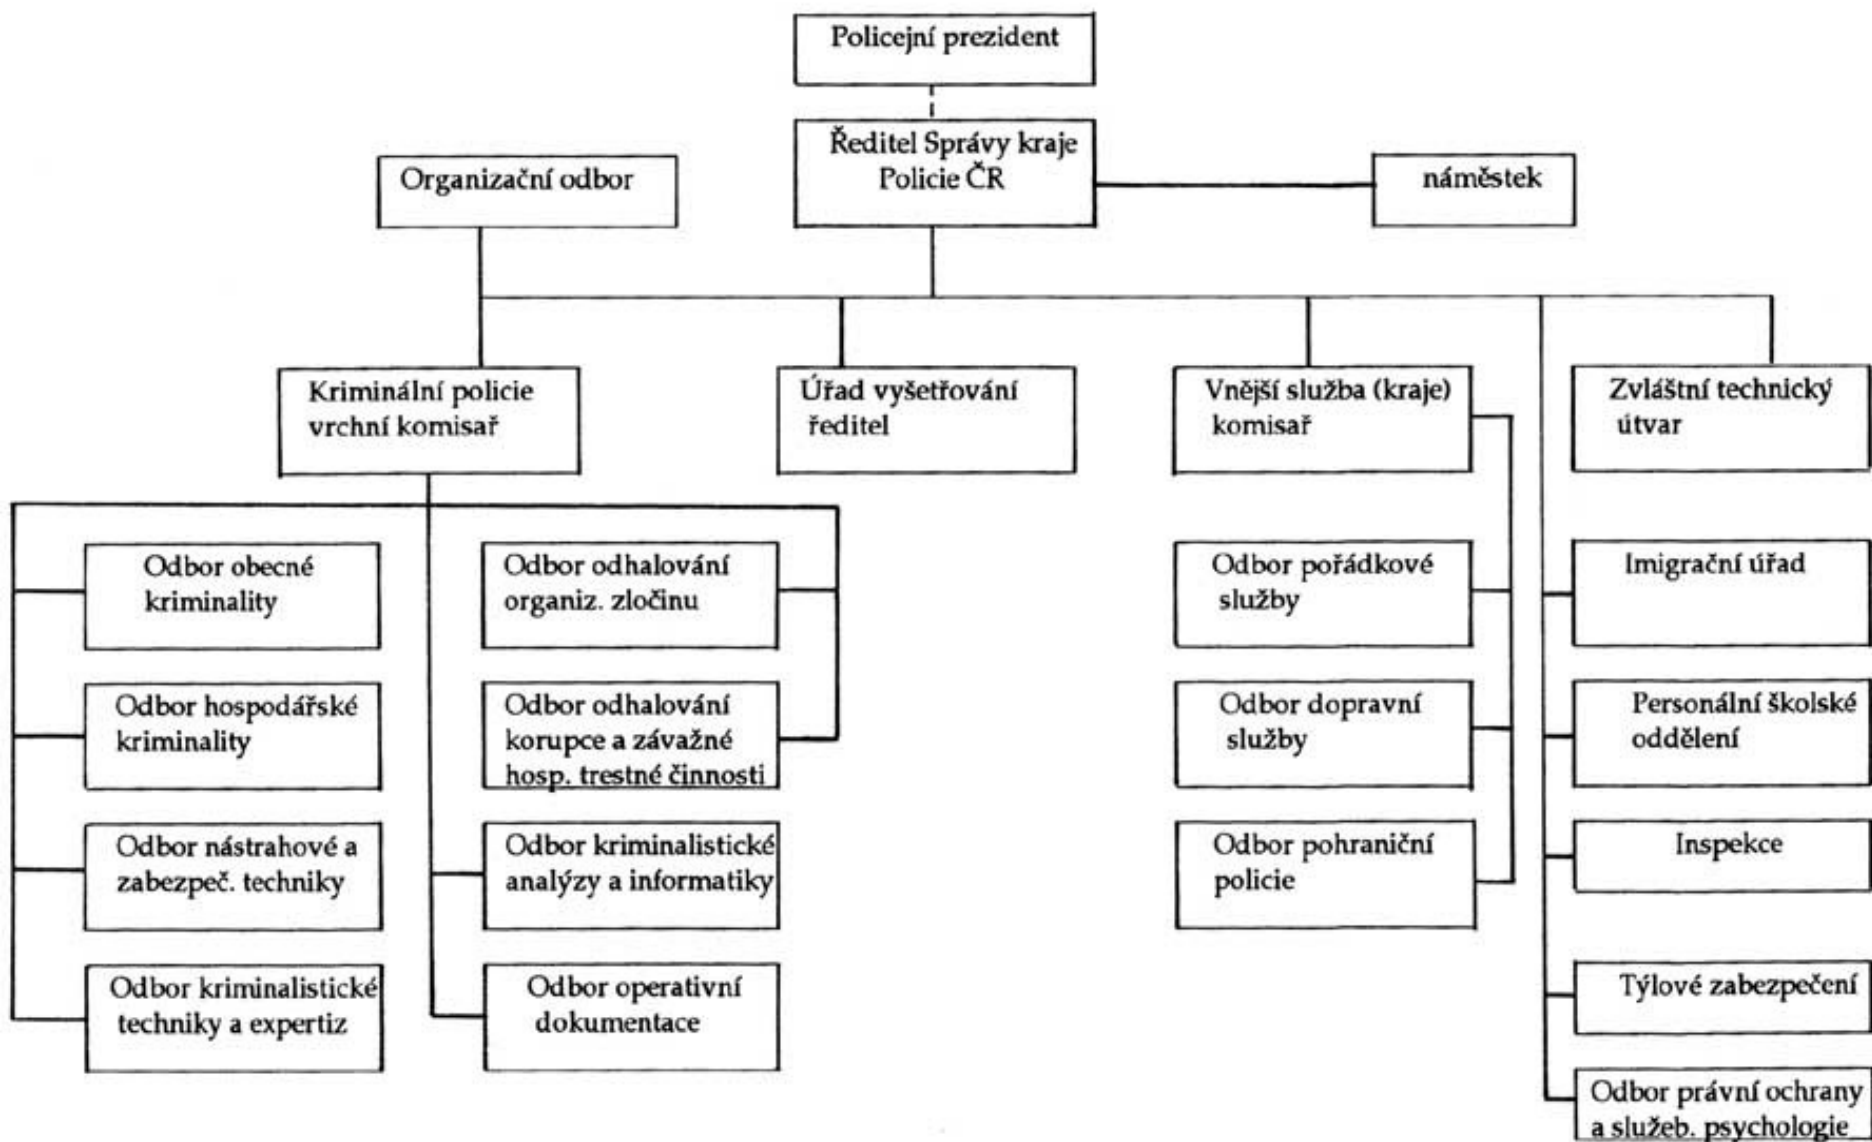 Policejní prezident
Ředitel Správy kraje
Policie ČR
Organizační odbor
náměstek
Kriminální policie
vrchní komisař
Úřad vyšetřování
ředitel
Vnější služba (kraje)
komisař
Zvláštní technický
útvar
Odbor obecné
kriminality
Odbor odhalování
organiz. zločinu
Odbor pořádkové
služby
Imigrační úřad
Odbor hospodářské
kriminality
Odbor odhalování
korupce a závažné
hosp. trestné činnosti
Odbor dopravní
služby
Personální školské
oddělení
Odbor nástrahové a
zabezpeč. techniky
Odbor kriminalistické
analýzy a informatiky
Odbor pohraniční
policie
Inspekce
Odbor kriminalistické
techniky a expertiz
Odbor operativní
dokumentace
Týlové zabezpečení
Odbor právní ochrany
a služeb. psychologie